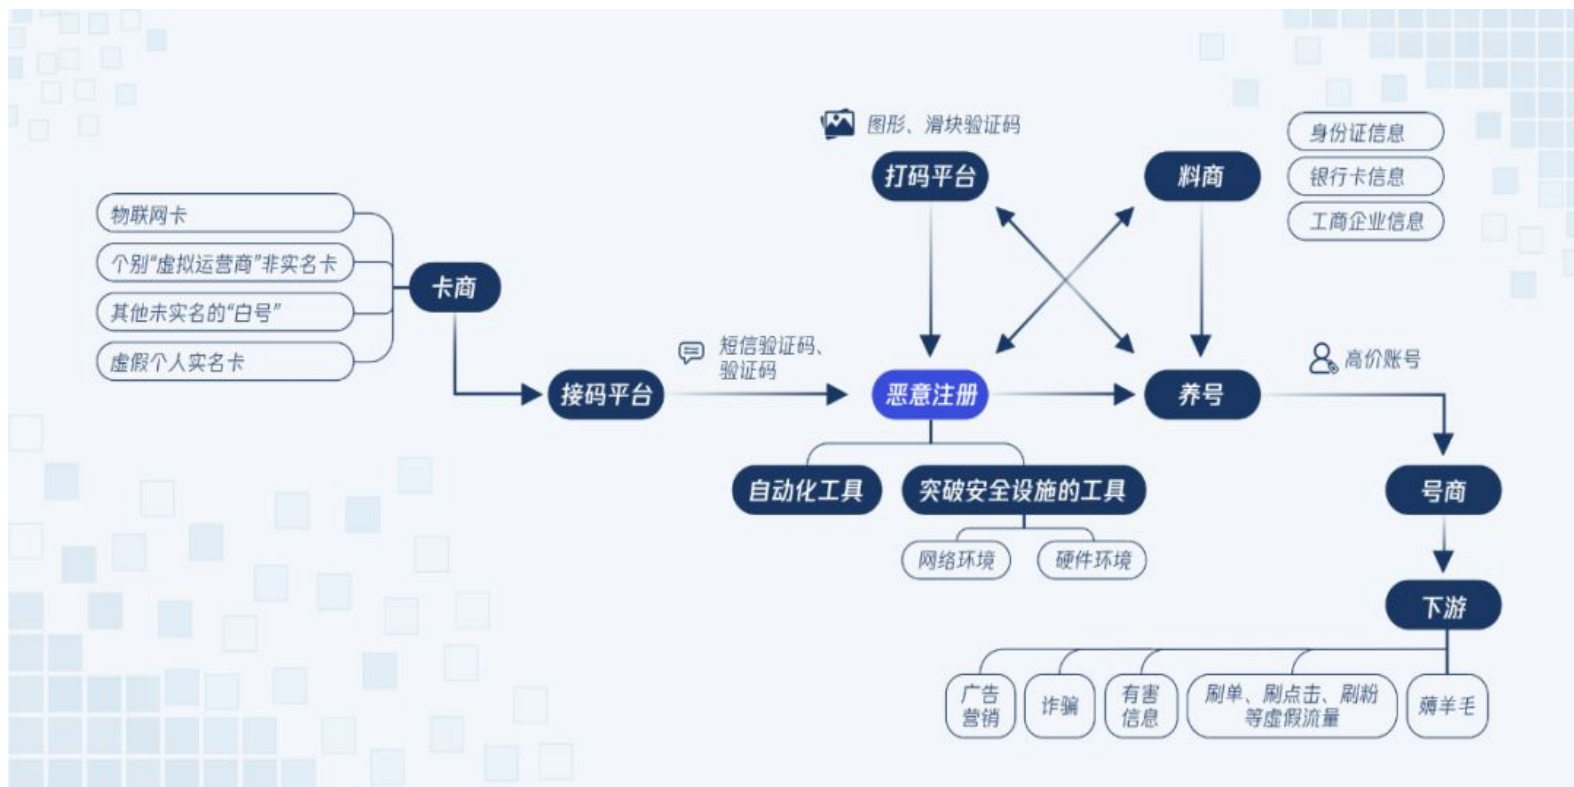 图形、滑块验证码
打码平台
料商
身份证信息
银行卡信息
工商企业信息
物联网卡
个别“虚拟运营商”非实名卡
其他未实名的“白号”
虚假个人实名卡
卡商
接码平台
短信验证码、
验证码
恶意注册
养号
高价账号
自动化工具
突破安全设施的工具
网络环境
硬件环境
号商
下游
广告
营销
诈骗
有害
信息
刷单、刷点击、刷粉
等虚假流量
薅羊毛